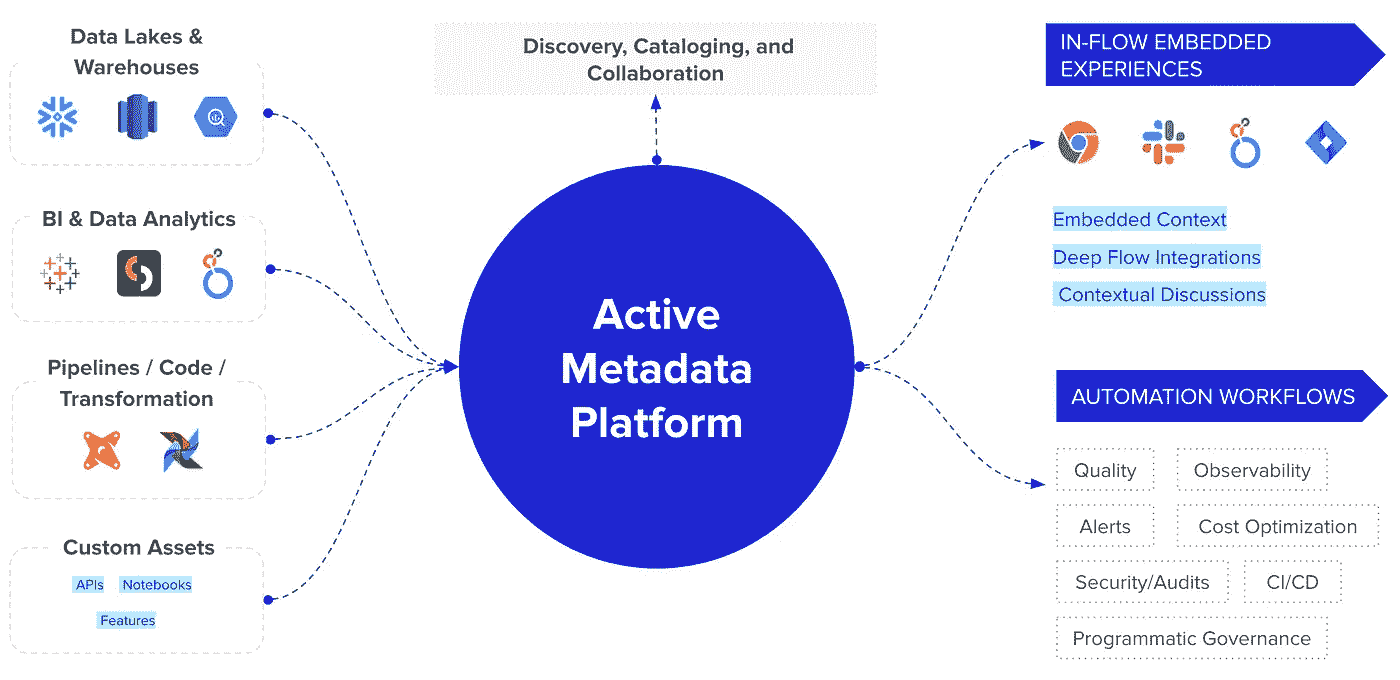 Data Lakes &
Warehouses
BI & Data Analytics
Pipelines / Code /
Transformation
Custom Assets
APIs Notebooks
Features
Discovery, Cataloging, and
Collaboration
Active
Metadata
Platform
IN-FLOW EMBEDDED
EXPERIENCES
Embedded Context
Deep Flow Integrations
Contextual Discussions
AUTOMATION WORKFLOWS
Quality Observability
Alerts Cost Optimization
Security/Audits CI/CD
Programmatic Governance